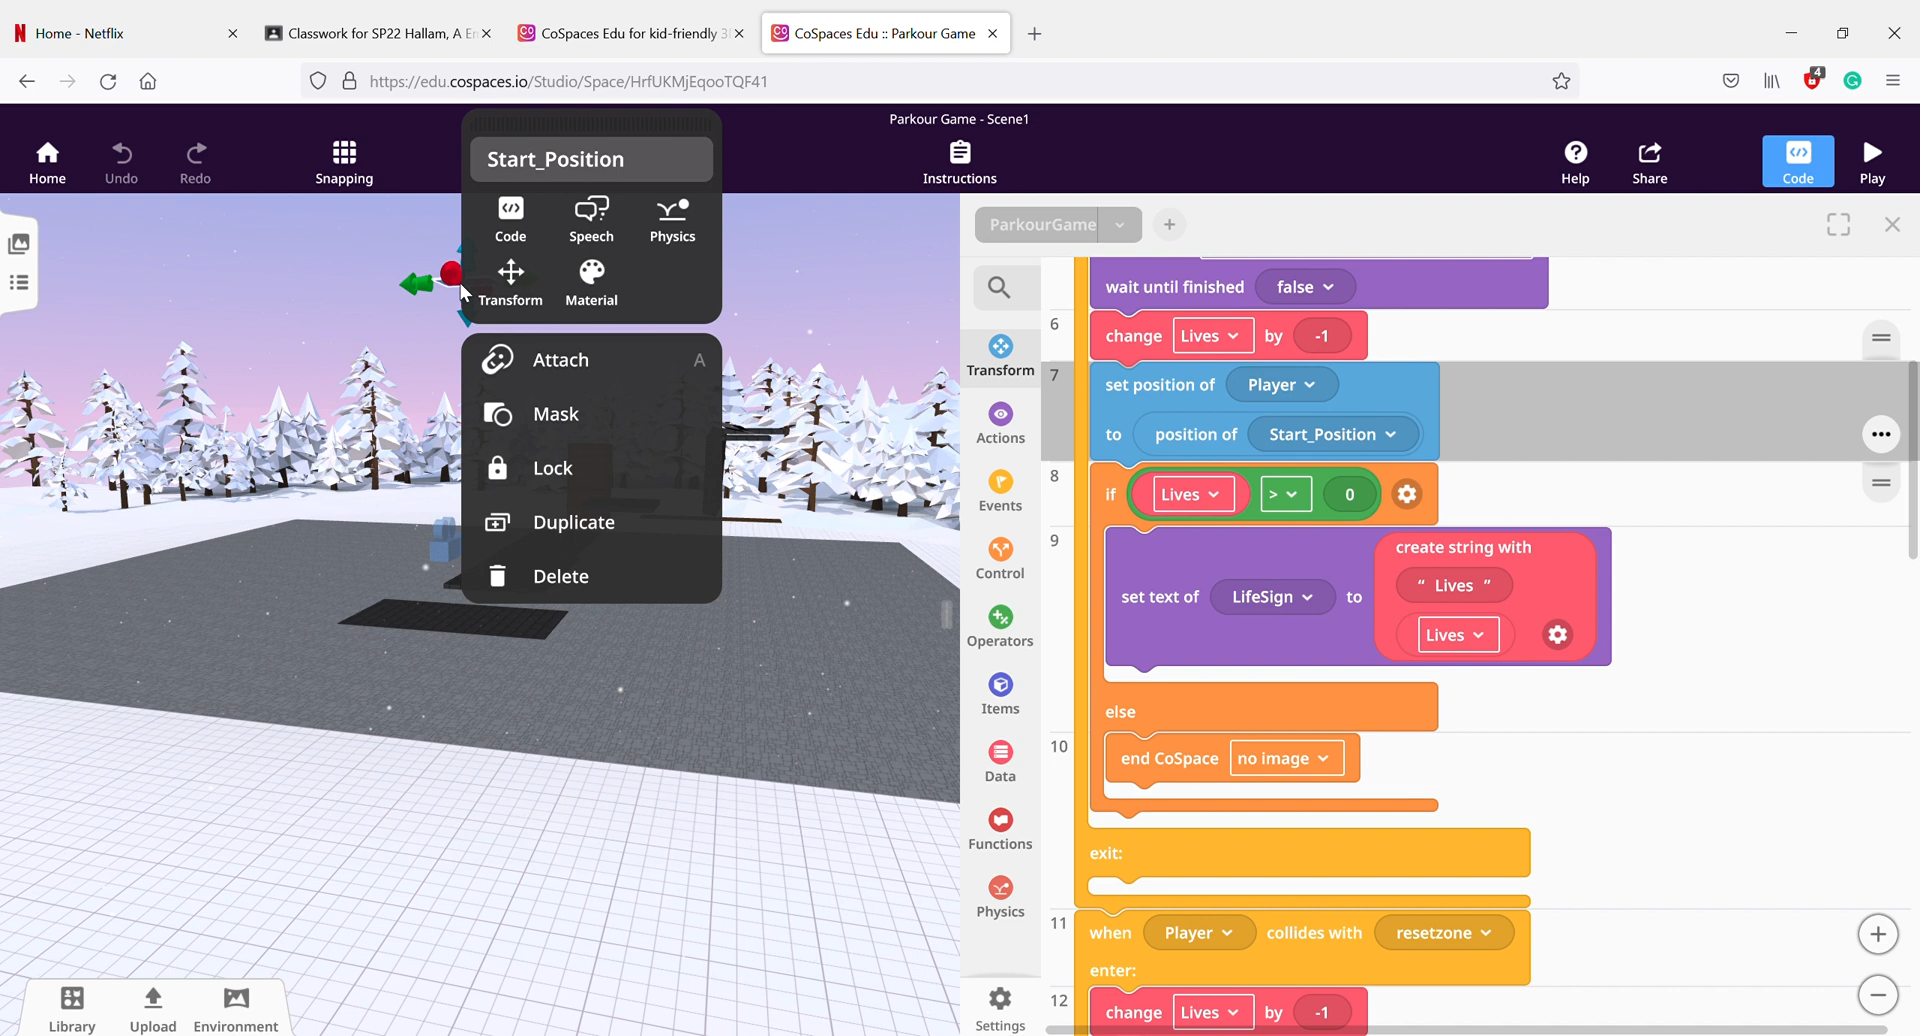 Home - Netflix
Classwork for SP22 Hallam, A En
CoSpaces Edu for kid-friendly 3
CoSpaces Edu :: Parkour Game
https://edu.cospaces.io/Studio/Space/HrfUKMjEqooTQF41
4
Parkour Game - Scene1
Home
Undo
Redo
Snapping
Instructions
Help
Share
Code
Play
Start_Position
Code
Speech
Physics
Transform
Material
Attach A
Mask
Lock
Duplicate
Delete
Library
Upload
Environment
ParkourGame
Transform
Actions
Events
Control
Operators
Items
Data
Functions
Physics
Settings
wait until finished false
6 change Lives by -1
7 set position of Player
to position of Start_Position
8 if Lives > 0
9 set text of LifeSign to create string with
“ Lives ”
Lives
else
10 end CoSpace no image
exit:
11 when Player collides with resetzone
enter:
12 change Lives by -1